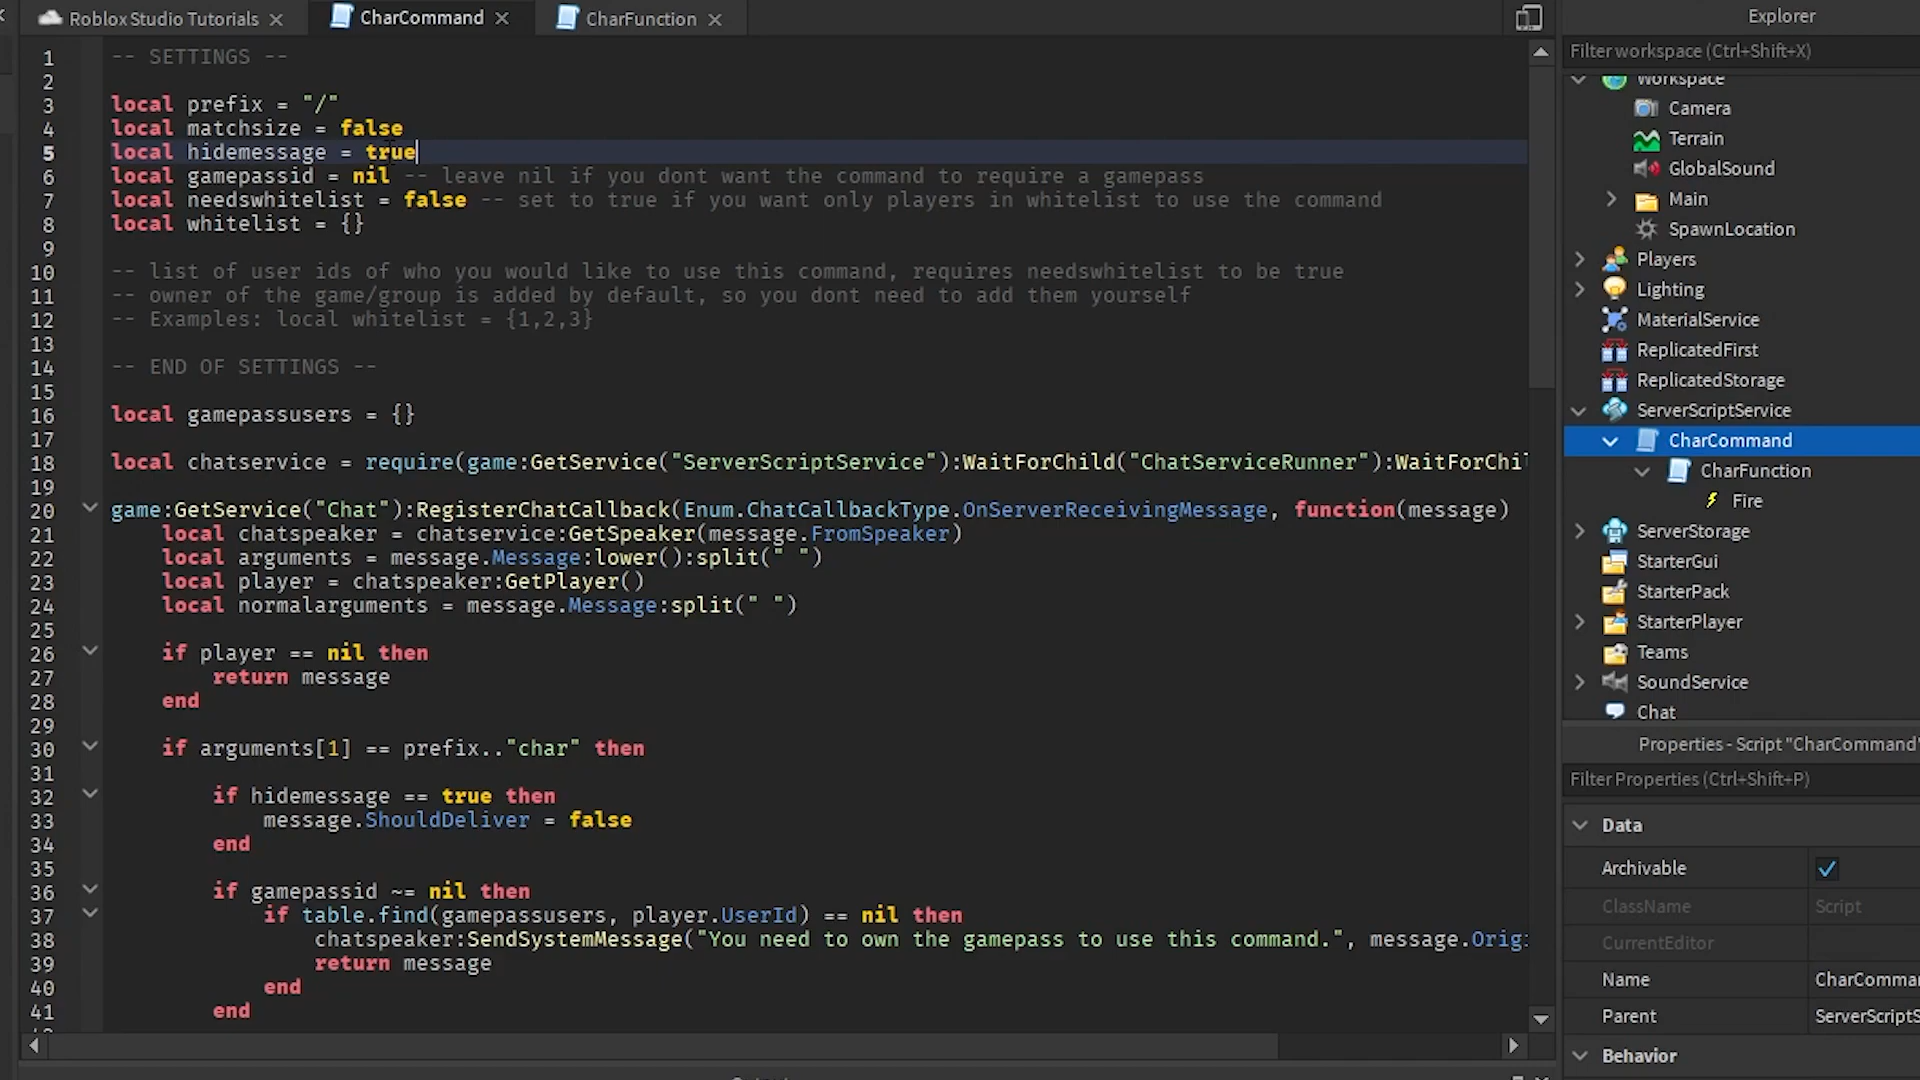 Roblox Studio Tutorials
CharCommand
CharFunction
1 -- SETTINGS --
2
3 local prefix = "/"
4 local matchsize = false
5 local hidemessage = true
6 local gamepassid = nil -- leave nil if you dont want the command to require a gamepass
7 local needswhitelist = false -- set to true if you want only players in whitelist to use the command
8 local whitelist = {}
9
10 -- list of user ids of who you would like to use this command, requires needswhitelist to be true
11 -- owner of the game/group is added by default, so you dont need to add them yourself
12 -- Examples: local whitelist = {1,2,3}
13
14 -- END OF SETTINGS --
15
16 local gamepassusers = {}
17
18 local chatservice = require(game:GetService("ServerScriptService"):WaitForChild("ChatServiceRunner"):WaitForChil
19
20 game:GetService("Chat"):RegisterChatCallback(Enum.ChatCallbackType.OnServerReceivingMessage, function(message)
21 local chatspeaker = chatservice:GetSpeaker(message.FromSpeaker)
22 local arguments = message.Message:lower():split(" ")
23 local player = chatspeaker:GetPlayer()
24 local normalarguments = message.Message:split(" ")
25
26 if player == nil then
27 return message
28 end
29
30 if arguments[1] == prefix.."char" then
31
32 if hidemessage == true then
33 message.ShouldDeliver = false
34 end
35
36 if gamepassid ~= nil then
37 if table.find(gamepassusers, player.UserId) == nil then
38 chatspeaker:SendSystemMessage("You need to own the gamepass to use this command.", message.Orig
39 return message
40 end
41 end
Explorer
Filter workspace (Ctrl+Shift+X)
Workspace
Camera
Terrain
GlobalSound
Main
SpawnLocation
Players
Lighting
MaterialService
ReplicatedFirst
ReplicatedStorage
ServerScriptService
CharCommand
CharFunction
Fire
ServerStorage
StarterGui
StarterPack
StarterPlayer
Teams
SoundService
Chat
Properties - Script "CharCommand"
Filter Properties (Ctrl+Shift+P)
Data
Archivable
ClassName Script
CurrentEditor
Name CharComman
Parent ServerScriptS
Behavior